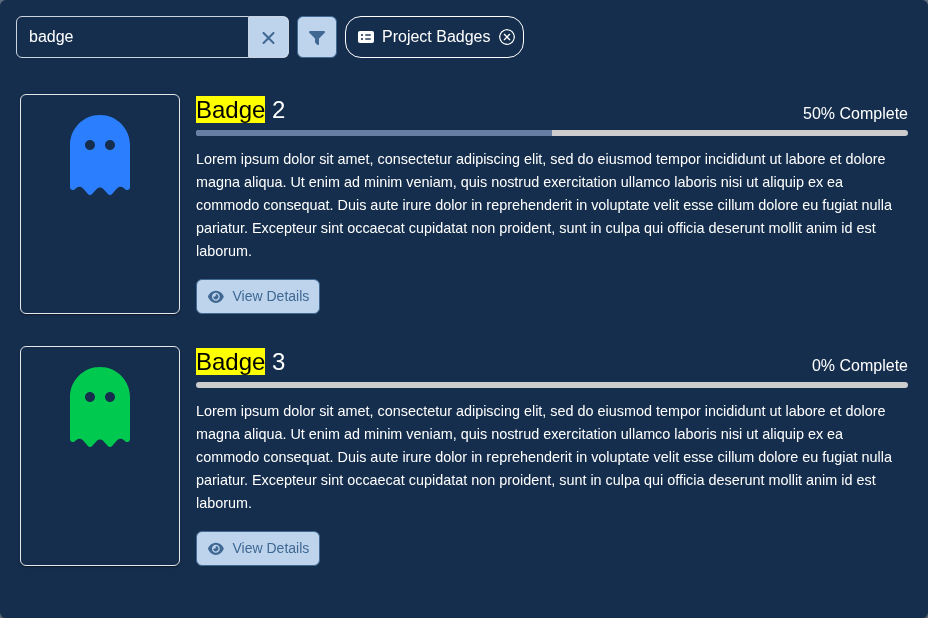 badge
Project Badges
Badge 2
50% Complete
Lorem ipsum dolor sit amet, consectetur adipiscing elit, sed do eiusmod tempor incididunt ut labore et dolore
magna aliqua. Ut enim ad minim veniam, quis nostrud exercitation ullamco laboris nisi ut aliquip ex ea
commodo consequat. Duis aute irure dolor in reprehenderit in voluptate velit esse cillum dolore eu fugiat nulla
pariatur. Excepteur sint occaecat cupidatat non proident, sunt in culpa qui officia deserunt mollit anim id est
laborum.
View Details
Badge 3
0% Complete
Lorem ipsum dolor sit amet, consectetur adipiscing elit, sed do eiusmod tempor incididunt ut labore et dolore
magna aliqua. Ut enim ad minim veniam, quis nostrud exercitation ullamco laboris nisi ut aliquip ex ea
commodo consequat. Duis aute irure dolor in reprehenderit in voluptate velit esse cillum dolore eu fugiat nulla
pariatur. Excepteur sint occaecat cupidatat non proident, sunt in culpa qui officia deserunt mollit anim id est
laborum.
View Details